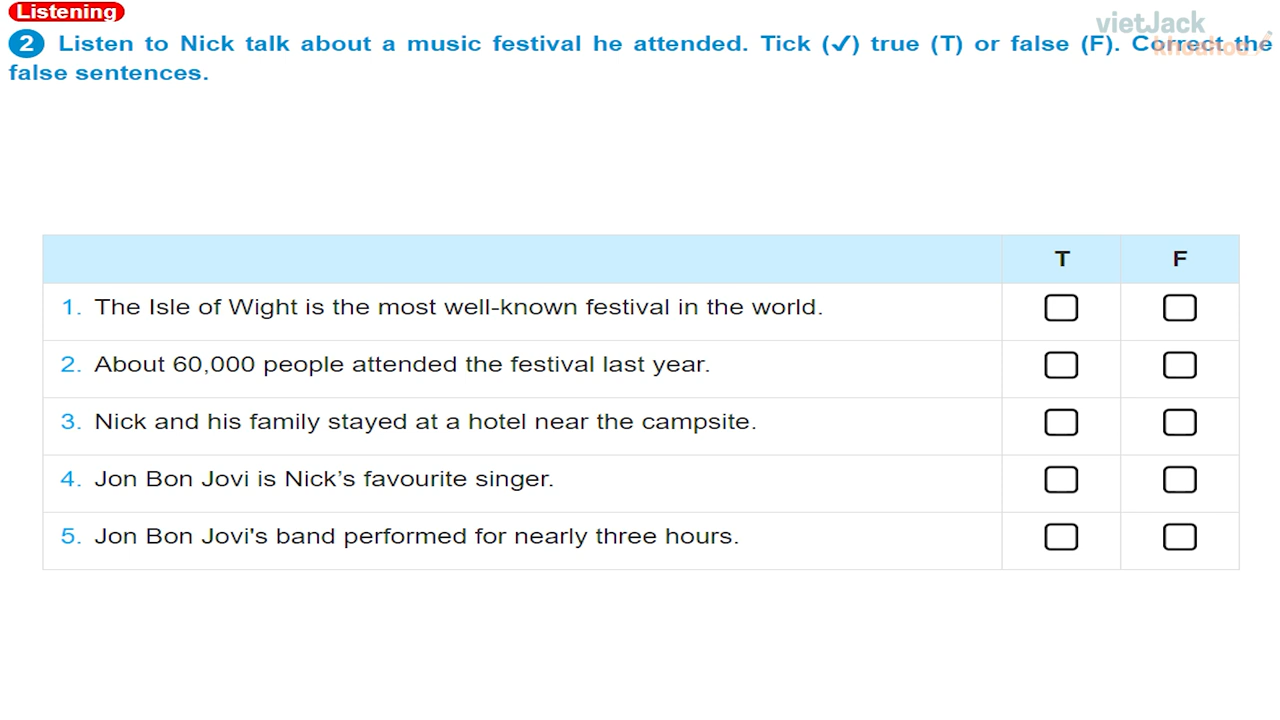 Listening
vietJack
khoahoc
2 Listen to Nick talk about a music festival he attended. Tick (✓) true (T) or false (F). Correct the
false sentences.
T F
1. The Isle of Wight is the most well-known festival in the world.
2. About 60,000 people attended the festival last year.
3. Nick and his family stayed at a hotel near the campsite.
4. Jon Bon Jovi is Nick’s favourite singer.
5. Jon Bon Jovi's band performed for nearly three hours.